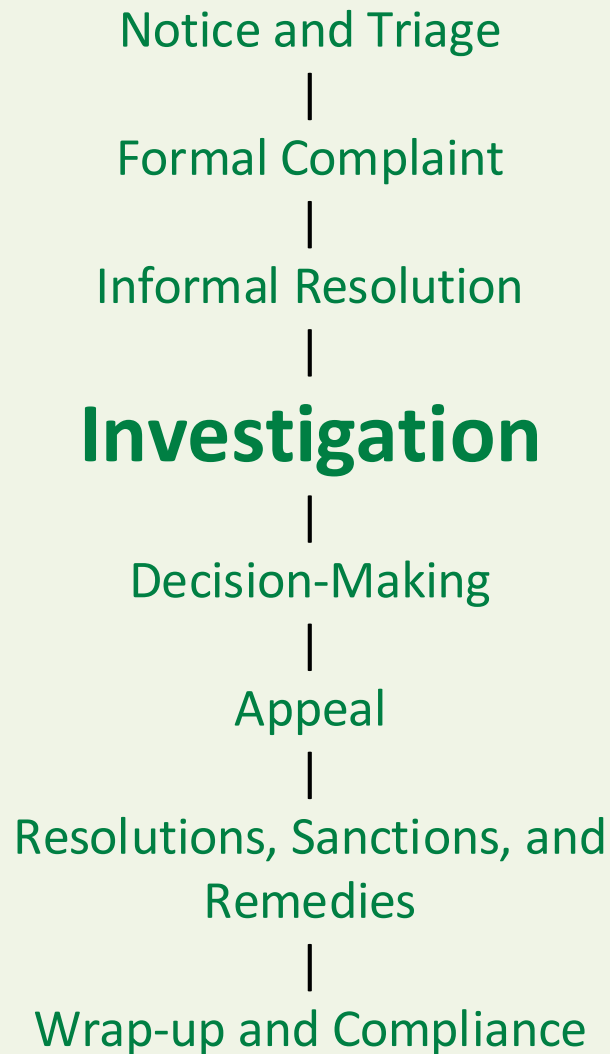 Notice and Triage
Formal Complaint
Informal Resolution
Investigation
Decision-Making
Appeal
Resolutions, Sanctions, and
Remedies
Wrap-up and Compliance